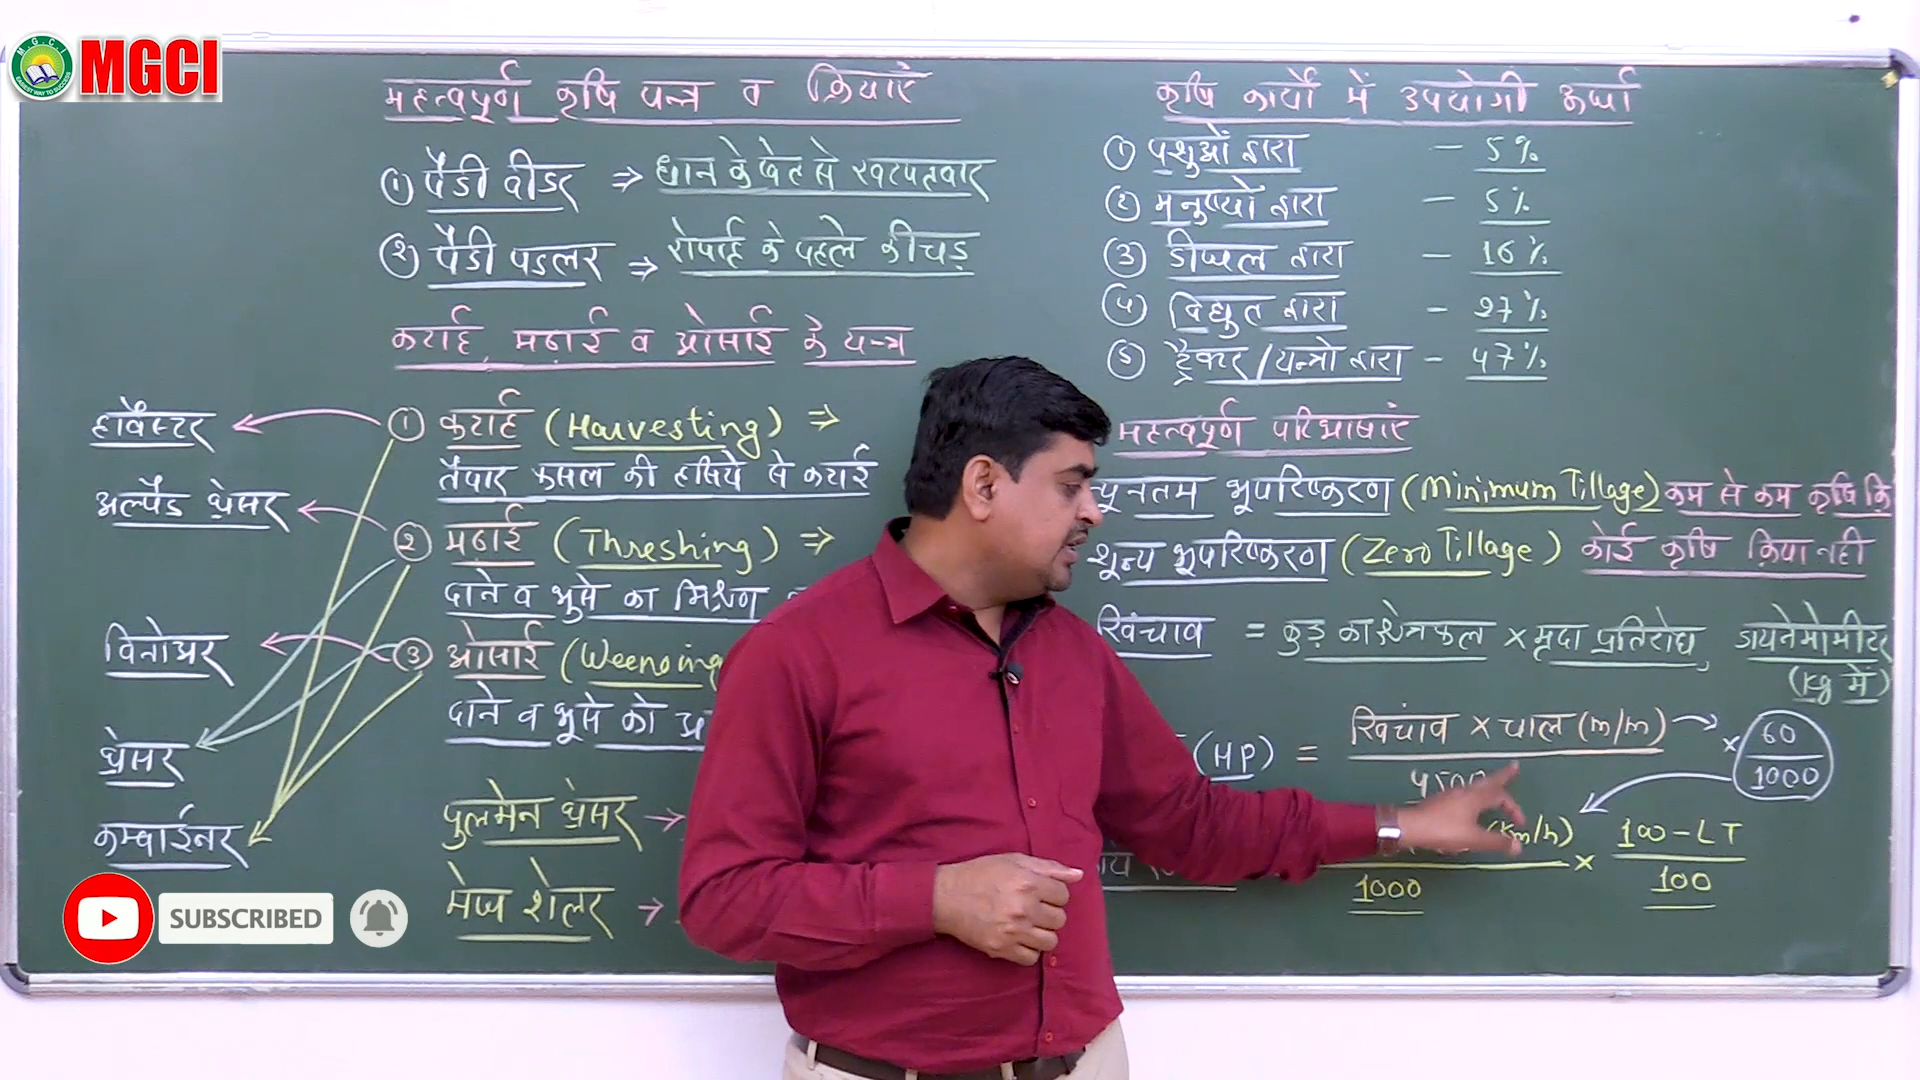 MGCI
महत्वपूर्ण कृषि यन्त्र व क्रियाएं
① पैडी वीडर ⇒ धान के खेत से खरपतवार
② पैडी पडलर ⇒ रोपाई के पहले कीचड़
कटाई, मढ़ाई व ओसाई के यन्त्र
① कटाई (Harvesting) ⇒
तैयार फसल की हसिये से कटाई
② मढाई (Threshing) ⇒
दाने व भूसे का मिश्रण
③ ओसाई (Weenoing
दाने व भूसे को
पुलमेन थ्रेसर →
मेज शेलर →
हार्वेस्टर
अल्पैड थ्रेसर
विनोअर
थ्रेसर
कम्बाईनर
SUBSCRIBED
कृषि कार्यों में उपयोगी ऊर्जा
① पशुओं द्वारा - 5%
② मनुष्यों द्वारा - 5%
③ डीजल द्वारा - 16%
④ विद्युत द्वारा - 27%
⑤ ट्रैक्टर/यन्त्रो द्वारा - 47%
महत्वपूर्ण परिभाषाएं
न्यूनतम भूपरिष्करण (Minimum Tillage) कम से कम कृषि क्रि
शून्य भूपरिष्करण (Zero Tillage) कोई कृषि क्रिया नही
खिंचाव = कुड़ का क्षेत्रफल × मृदा प्रतिरोध, डायनेमोमीटर
(kg में)
(HP) = खिंचाव × चाल (m/m) × 60
1000
(Km/h) × 100-LT
1000 100